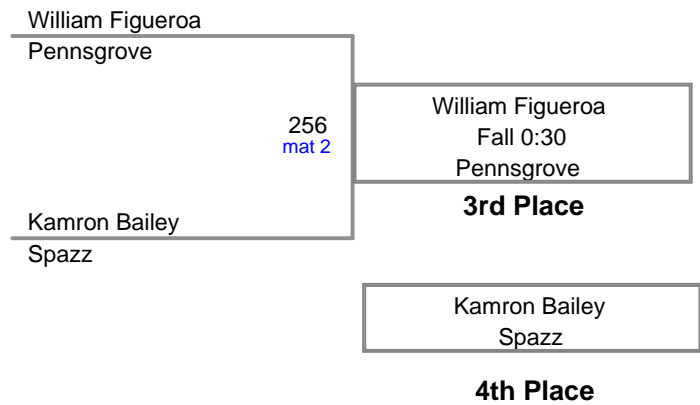 William Figueroa
Pennsgrove
256
mat 2
William Figueroa
Fall 0:30
Pennsgrove
3rd Place
Kamron Bailey
Spazz
Kamron Bailey
Spazz
4th Place